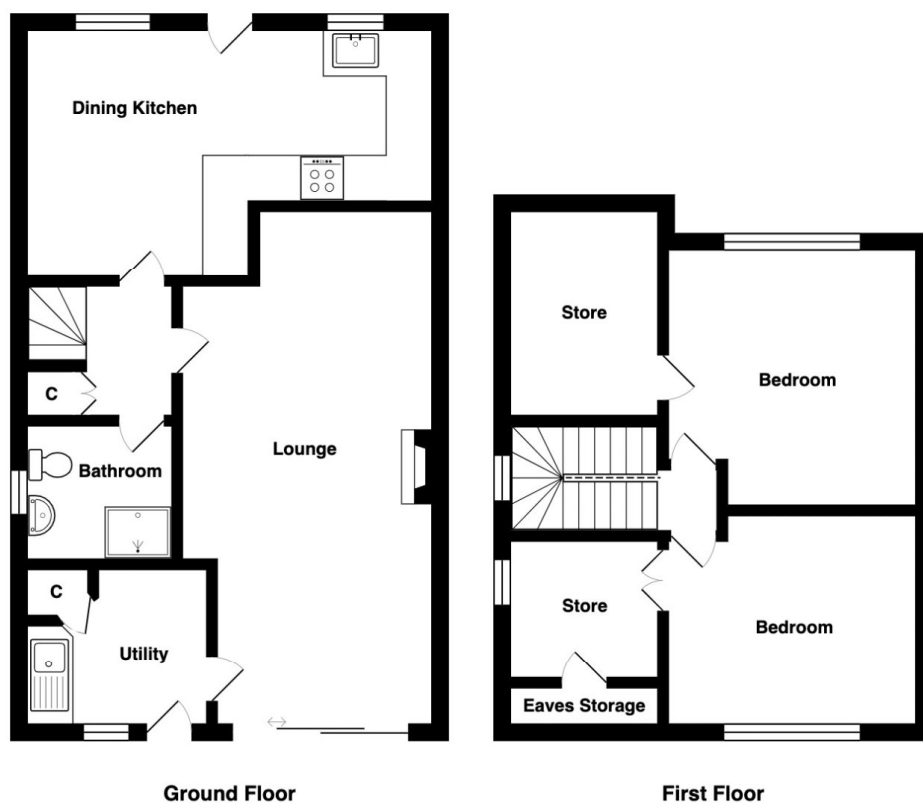 Dining Kitchen
C
Lounge
Bathroom
C
Utility
Ground Floor
Store
Bedroom
Store
Bedroom
Eaves Storage
First Floor